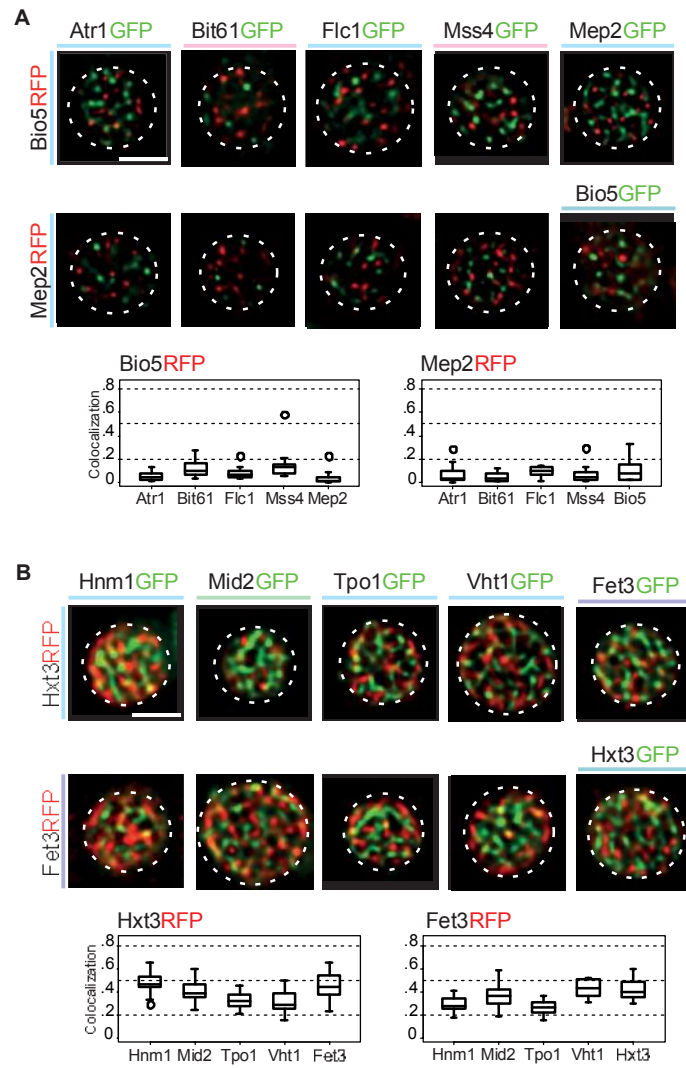 A
Atr1GFP Bit61GFP Flc1GFP Mss4GFP Mep2GFP
Bio5RFP
Bio5GFP
Mep2RFP
Bio5RFP Mep2RFP
Colocalization
.8 .8
.6 .6
.4 .4
.2 .2
0 0
Atr1 Bit61 Flc1 Mss4 Mep2 Atr1 Bit61 Flc1 Mss4 Bio5
B
Hnm1GFP Mid2GFP Tpo1GFP Vht1GFP Fet3GFP
Hxt3RFP
Hxt3GFP
Fet3RFP
Hxt3RFP Fet3RFP
Colocalization
.8 .8
.6 .6
.4 .4
.2 .2
0 0
Hnm1 Mid2 Tpo1 Vht1 Fet3 Hnm1 Mid2 Tpo1 Vht1 Hxt3